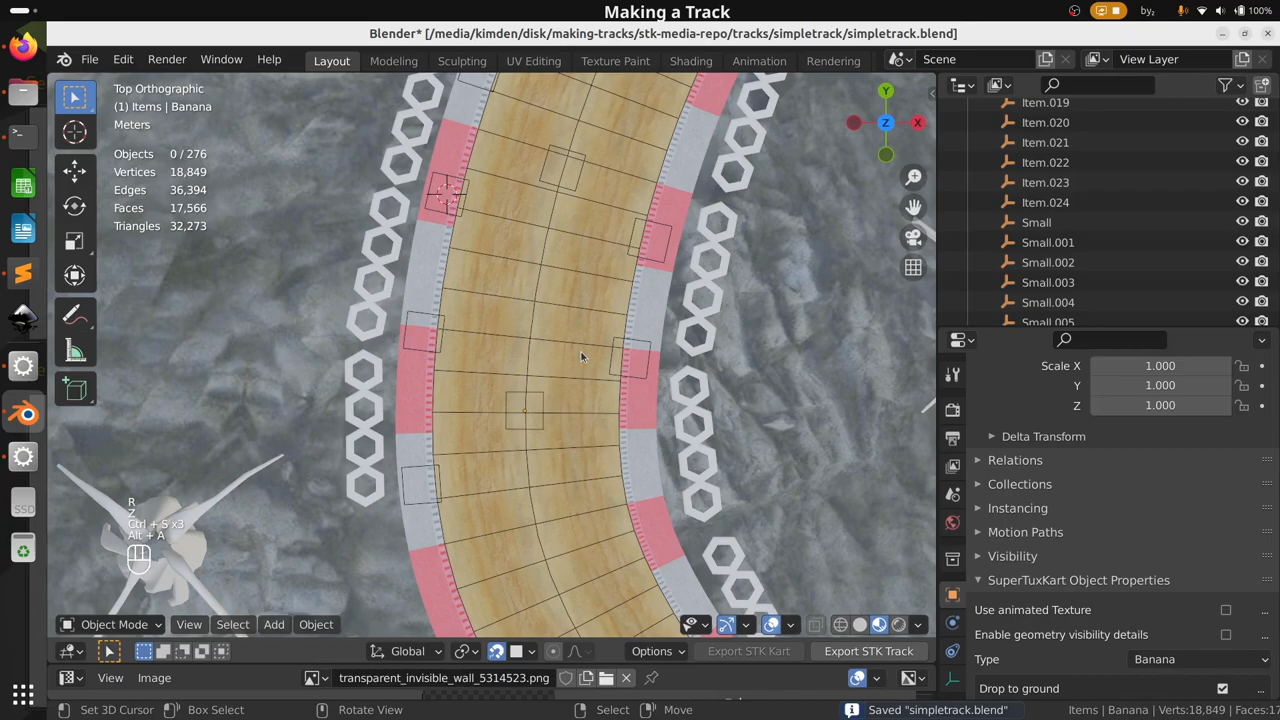 Making a Track
by₂
100%
Blender* [/media/kimden/disk/making-tracks/stk-media-repo/tracks/simpletrack/simpletrack.blend]
File Edit Render Window Help
Layout Modeling Sculpting UV Editing Texture Paint Shading Animation Rendering
Scene
View Layer
Top Orthographic
(1) Items | Banana
Meters
Objects 0 / 276
Vertices 18,849
Edges 36,394
Faces 17,566
Triangles 32,273
Y
Z
X
R
Z
Ctrl + S x3
Alt + A
Item.019
Item.020
Item.021
Item.022
Item.023
Item.024
Small
Small.001
Small.002
Small.003
Small.004
Small.005
Scale X 1.000
Y 1.000
Z 1.000
Delta Transform
Relations
Collections
Instancing
Motion Paths
Visibility
SuperTuxKart Object Properties
Use animated Texture ...
Enable geometry visibility details ...
Type Banana
Drop to ground ...
SSD
Object Mode View Select Add Object
Global Options Export STK Kart Export STK Track
View Image transparent_invisible_wall_5314523.png
Set 3D Cursor Box Select Rotate View Select Move Saved "simpletrack.blend" Items | Banana | Verts:18,849 | Faces:17